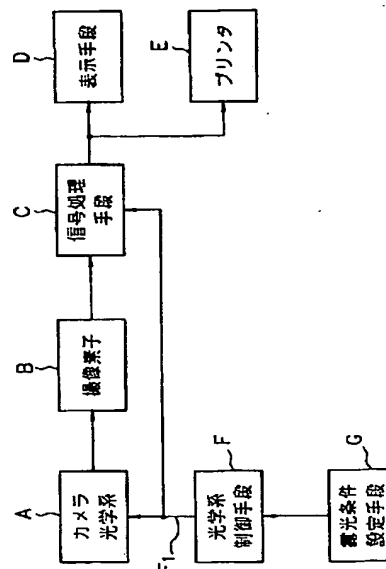 A
カメラ
光学系
B
撮像素子
C
信号処理
手段
D
表示手段
E
プリンタ
F1
F
光学系
制御手段
G
露光条件
設定手段